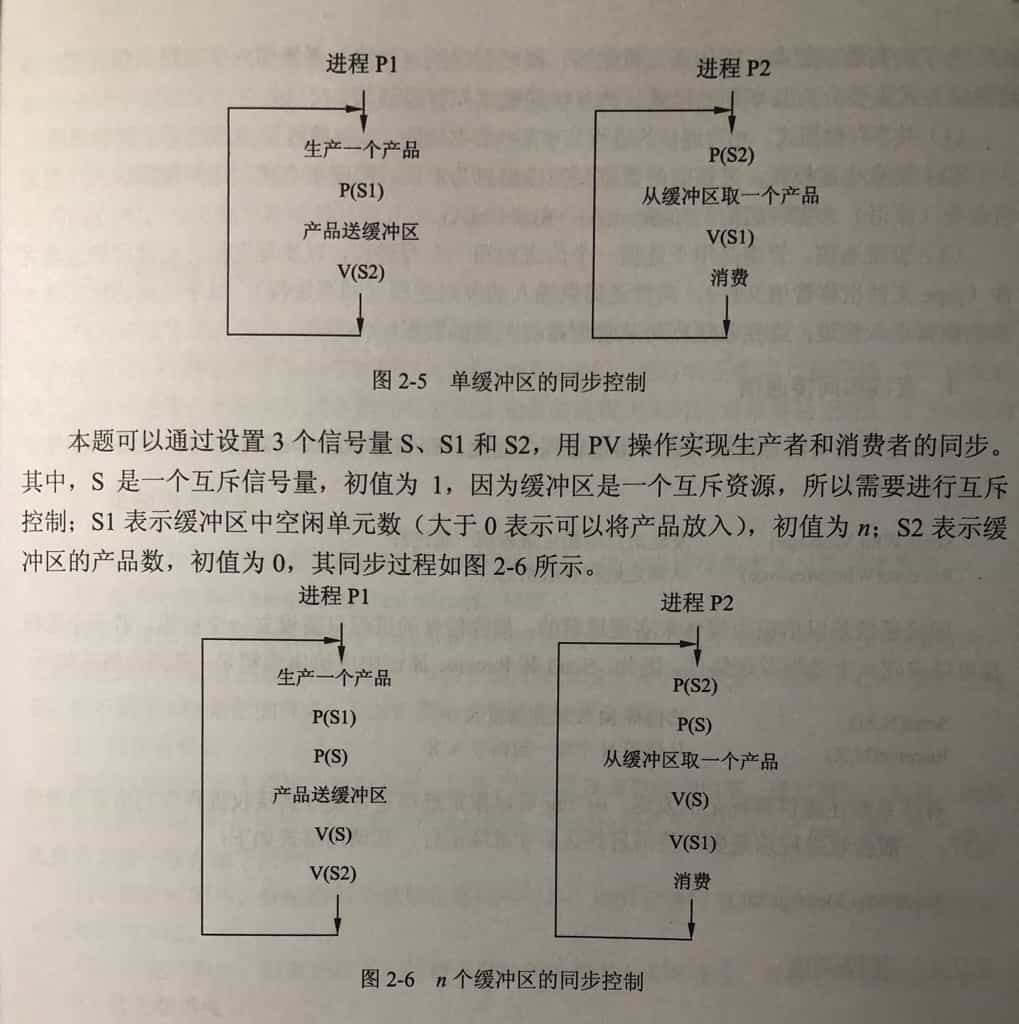 进程 P1
生产一个产品
P(S1)
产品送缓冲区
V(S2)
进程 P2
P(S2)
从缓冲区取一个产品
V(S1)
消费
图 2-5 单缓冲区的同步控制
本题可以通过设置 3 个信号量 S、S1 和 S2，用 PV 操作实现生产者和消费者的同步。
其中，S 是一个互斥信号量，初值为 1，因为缓冲区是一个互斥资源，所以需要进行互斥
控制；S1 表示缓冲区中空闲单元数（大于 0 表示可以将产品放入），初值为 n；S2 表示缓
冲区的产品数，初值为 0，其同步过程如图 2-6 所示。
进程 P1
生产一个产品
P(S1)
P(S)
产品送缓冲区
V(S)
V(S2)
进程 P2
P(S2)
P(S)
从缓冲区取一个产品
V(S)
V(S1)
消费
图 2-6 n 个缓冲区的同步控制